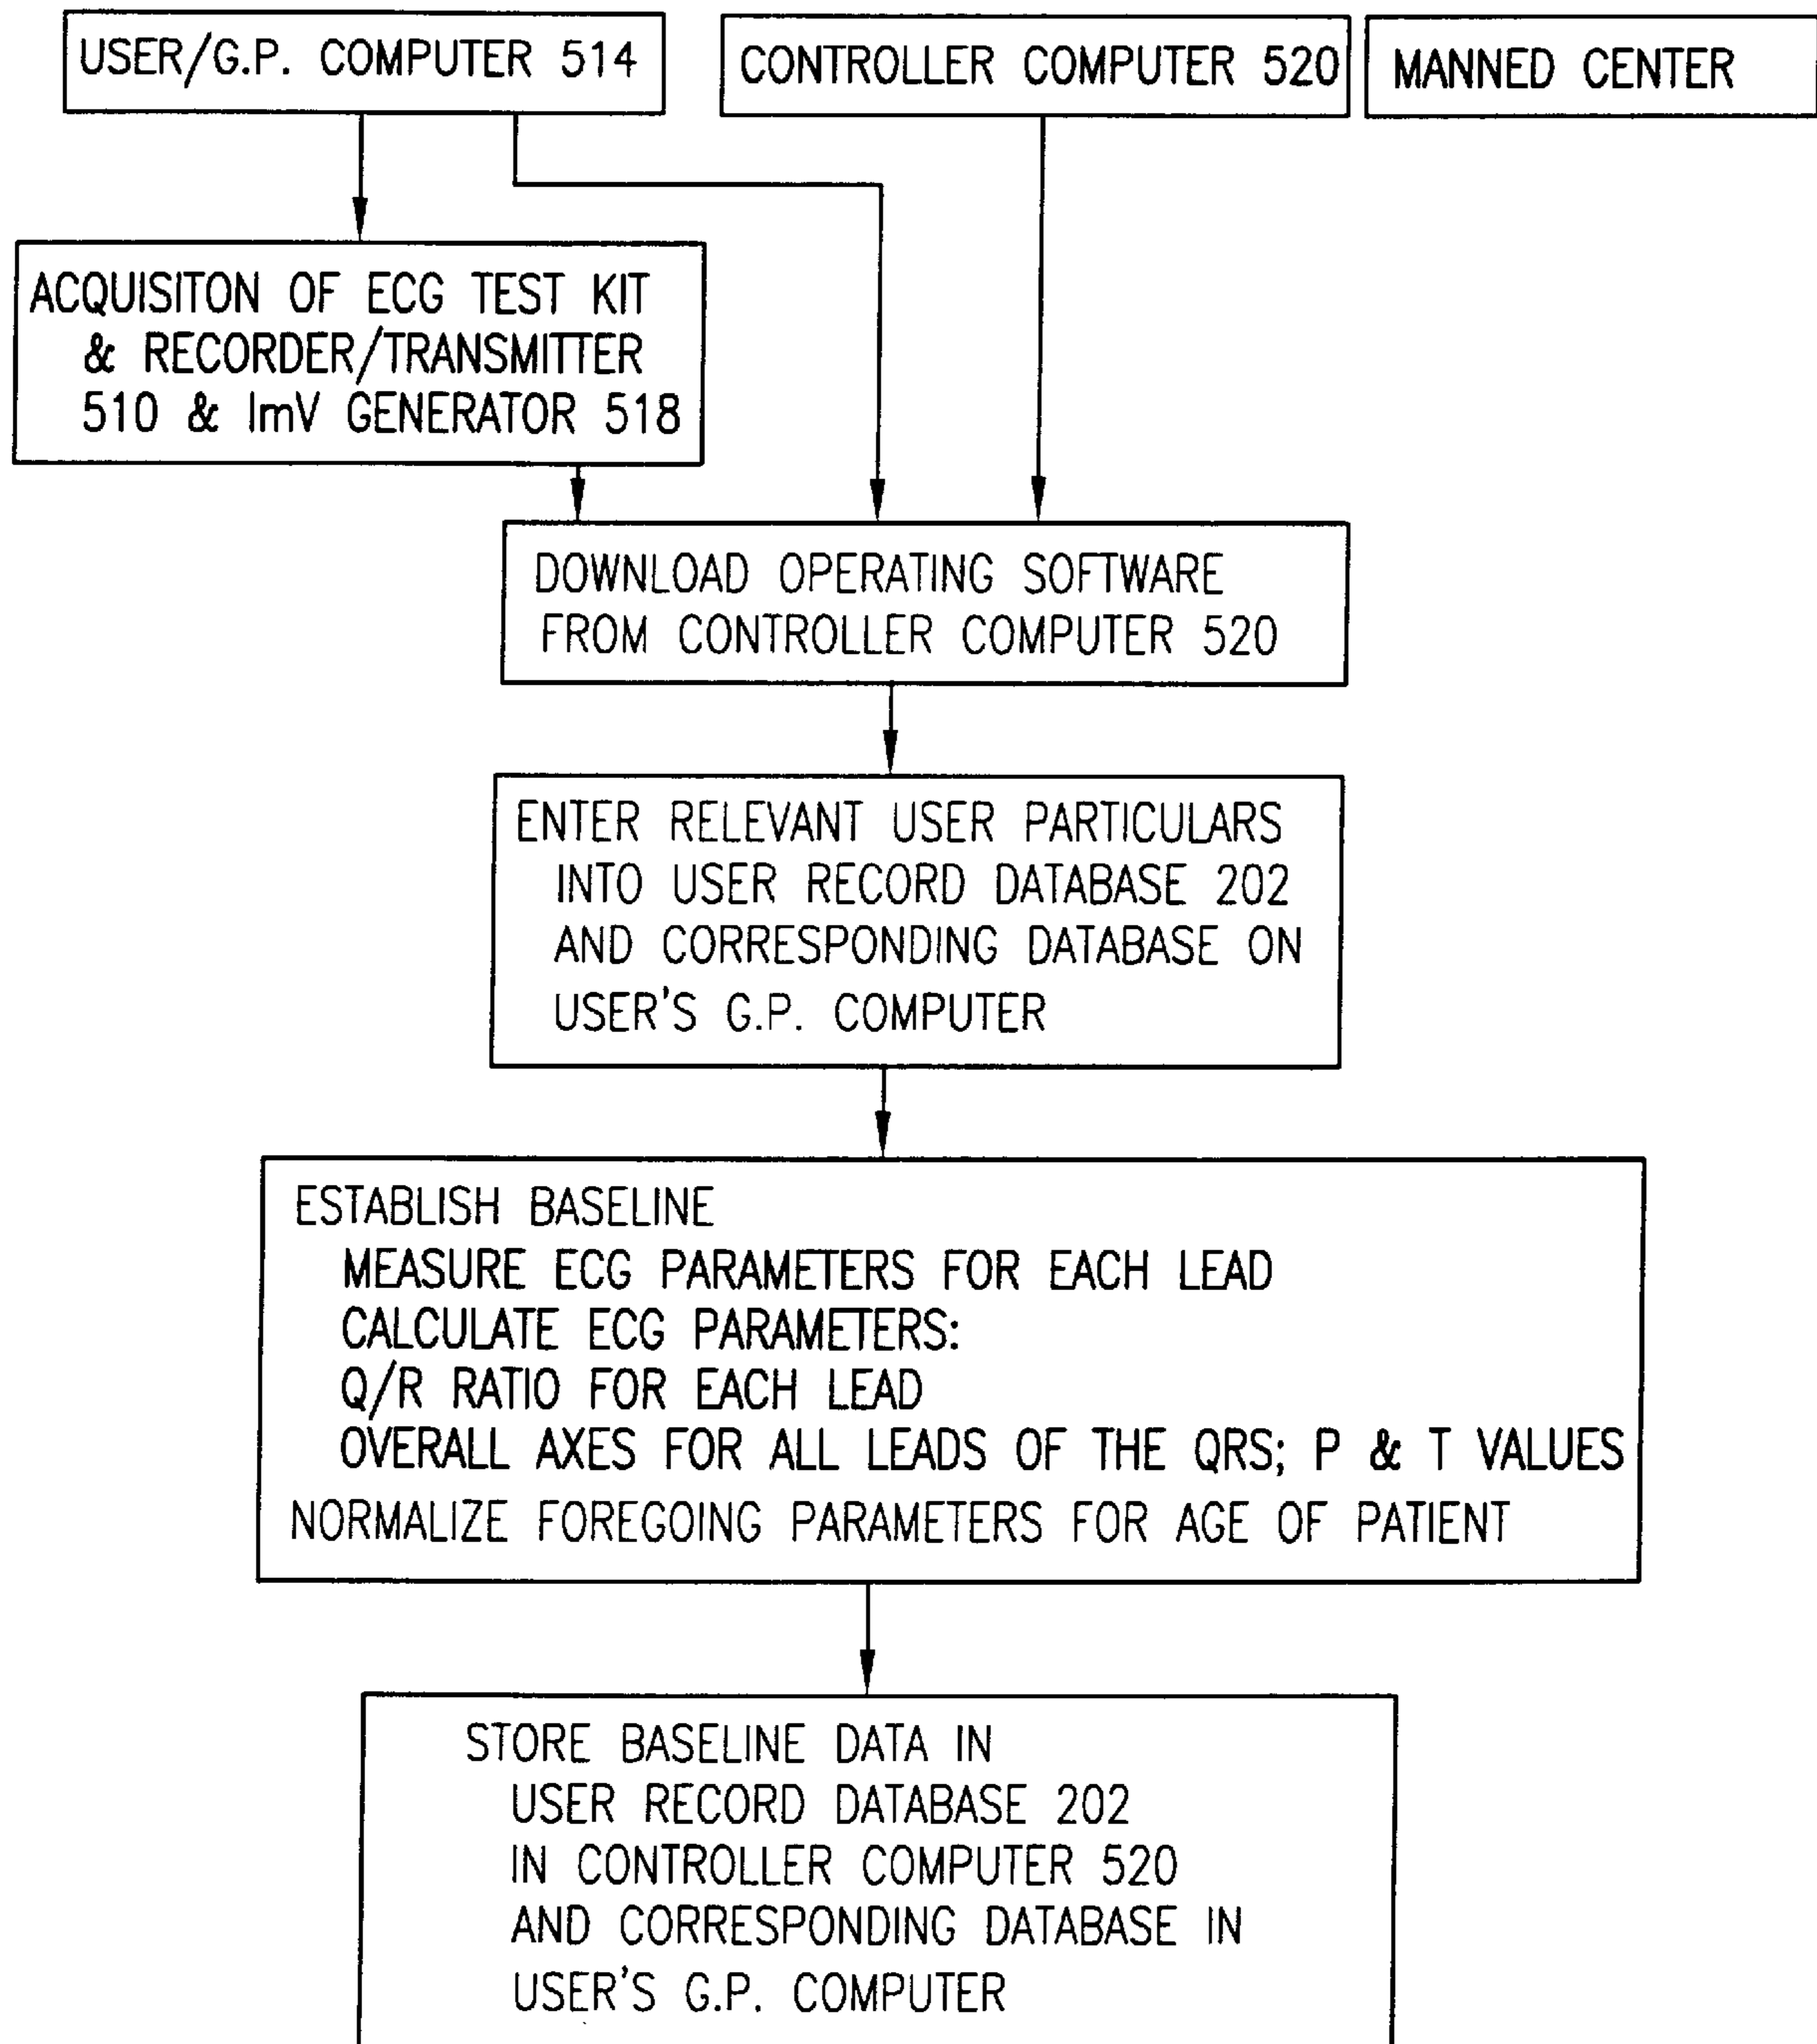 USER/G.P. COMPUTER 514
CONTROLLER COMPUTER 520
MANNED CENTER
ACQUISITON OF ECG TEST KIT
& RECORDER/TRANSMITTER
510 & ImV GENERATOR 518
DOWNLOAD OPERATING SOFTWARE
FROM CONTROLLER COMPUTER 520
ENTER RELEVANT USER PARTICULARS
INTO USER RECORD DATABASE 202
AND CORRESPONDING DATABASE ON
USER'S G.P. COMPUTER
ESTABLISH BASELINE
MEASURE ECG PARAMETERS FOR EACH LEAD
CALCULATE ECG PARAMETERS:
Q/R RATIO FOR EACH LEAD
OVERALL AXES FOR ALL LEADS OF THE QRS; P & T VALUES
NORMALIZE FOREGOING PARAMETERS FOR AGE OF PATIENT
STORE BASELINE DATA IN
USER RECORD DATABASE 202
IN CONTROLLER COMPUTER 520
AND CORRESPONDING DATABASE IN
USER'S G.P. COMPUTER